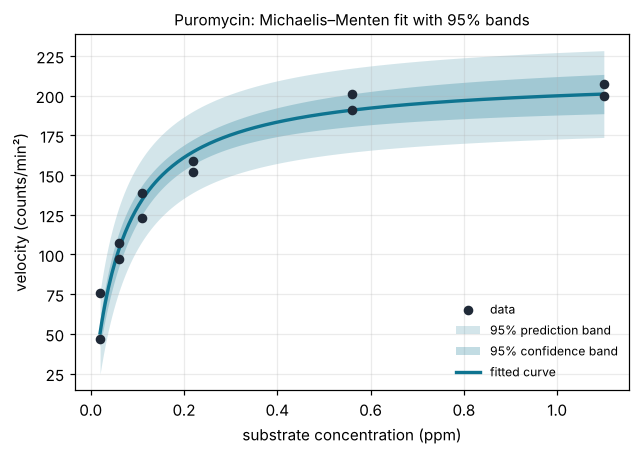 Puromycin: Michaelis–Menten fit with 95% bands
velocity (counts/min²)
225
200
175
150
125
100
75
50
25
data
95% prediction band
95% confidence band
fitted curve
0.0 0.2 0.4 0.6 0.8 1.0
substrate concentration (ppm)